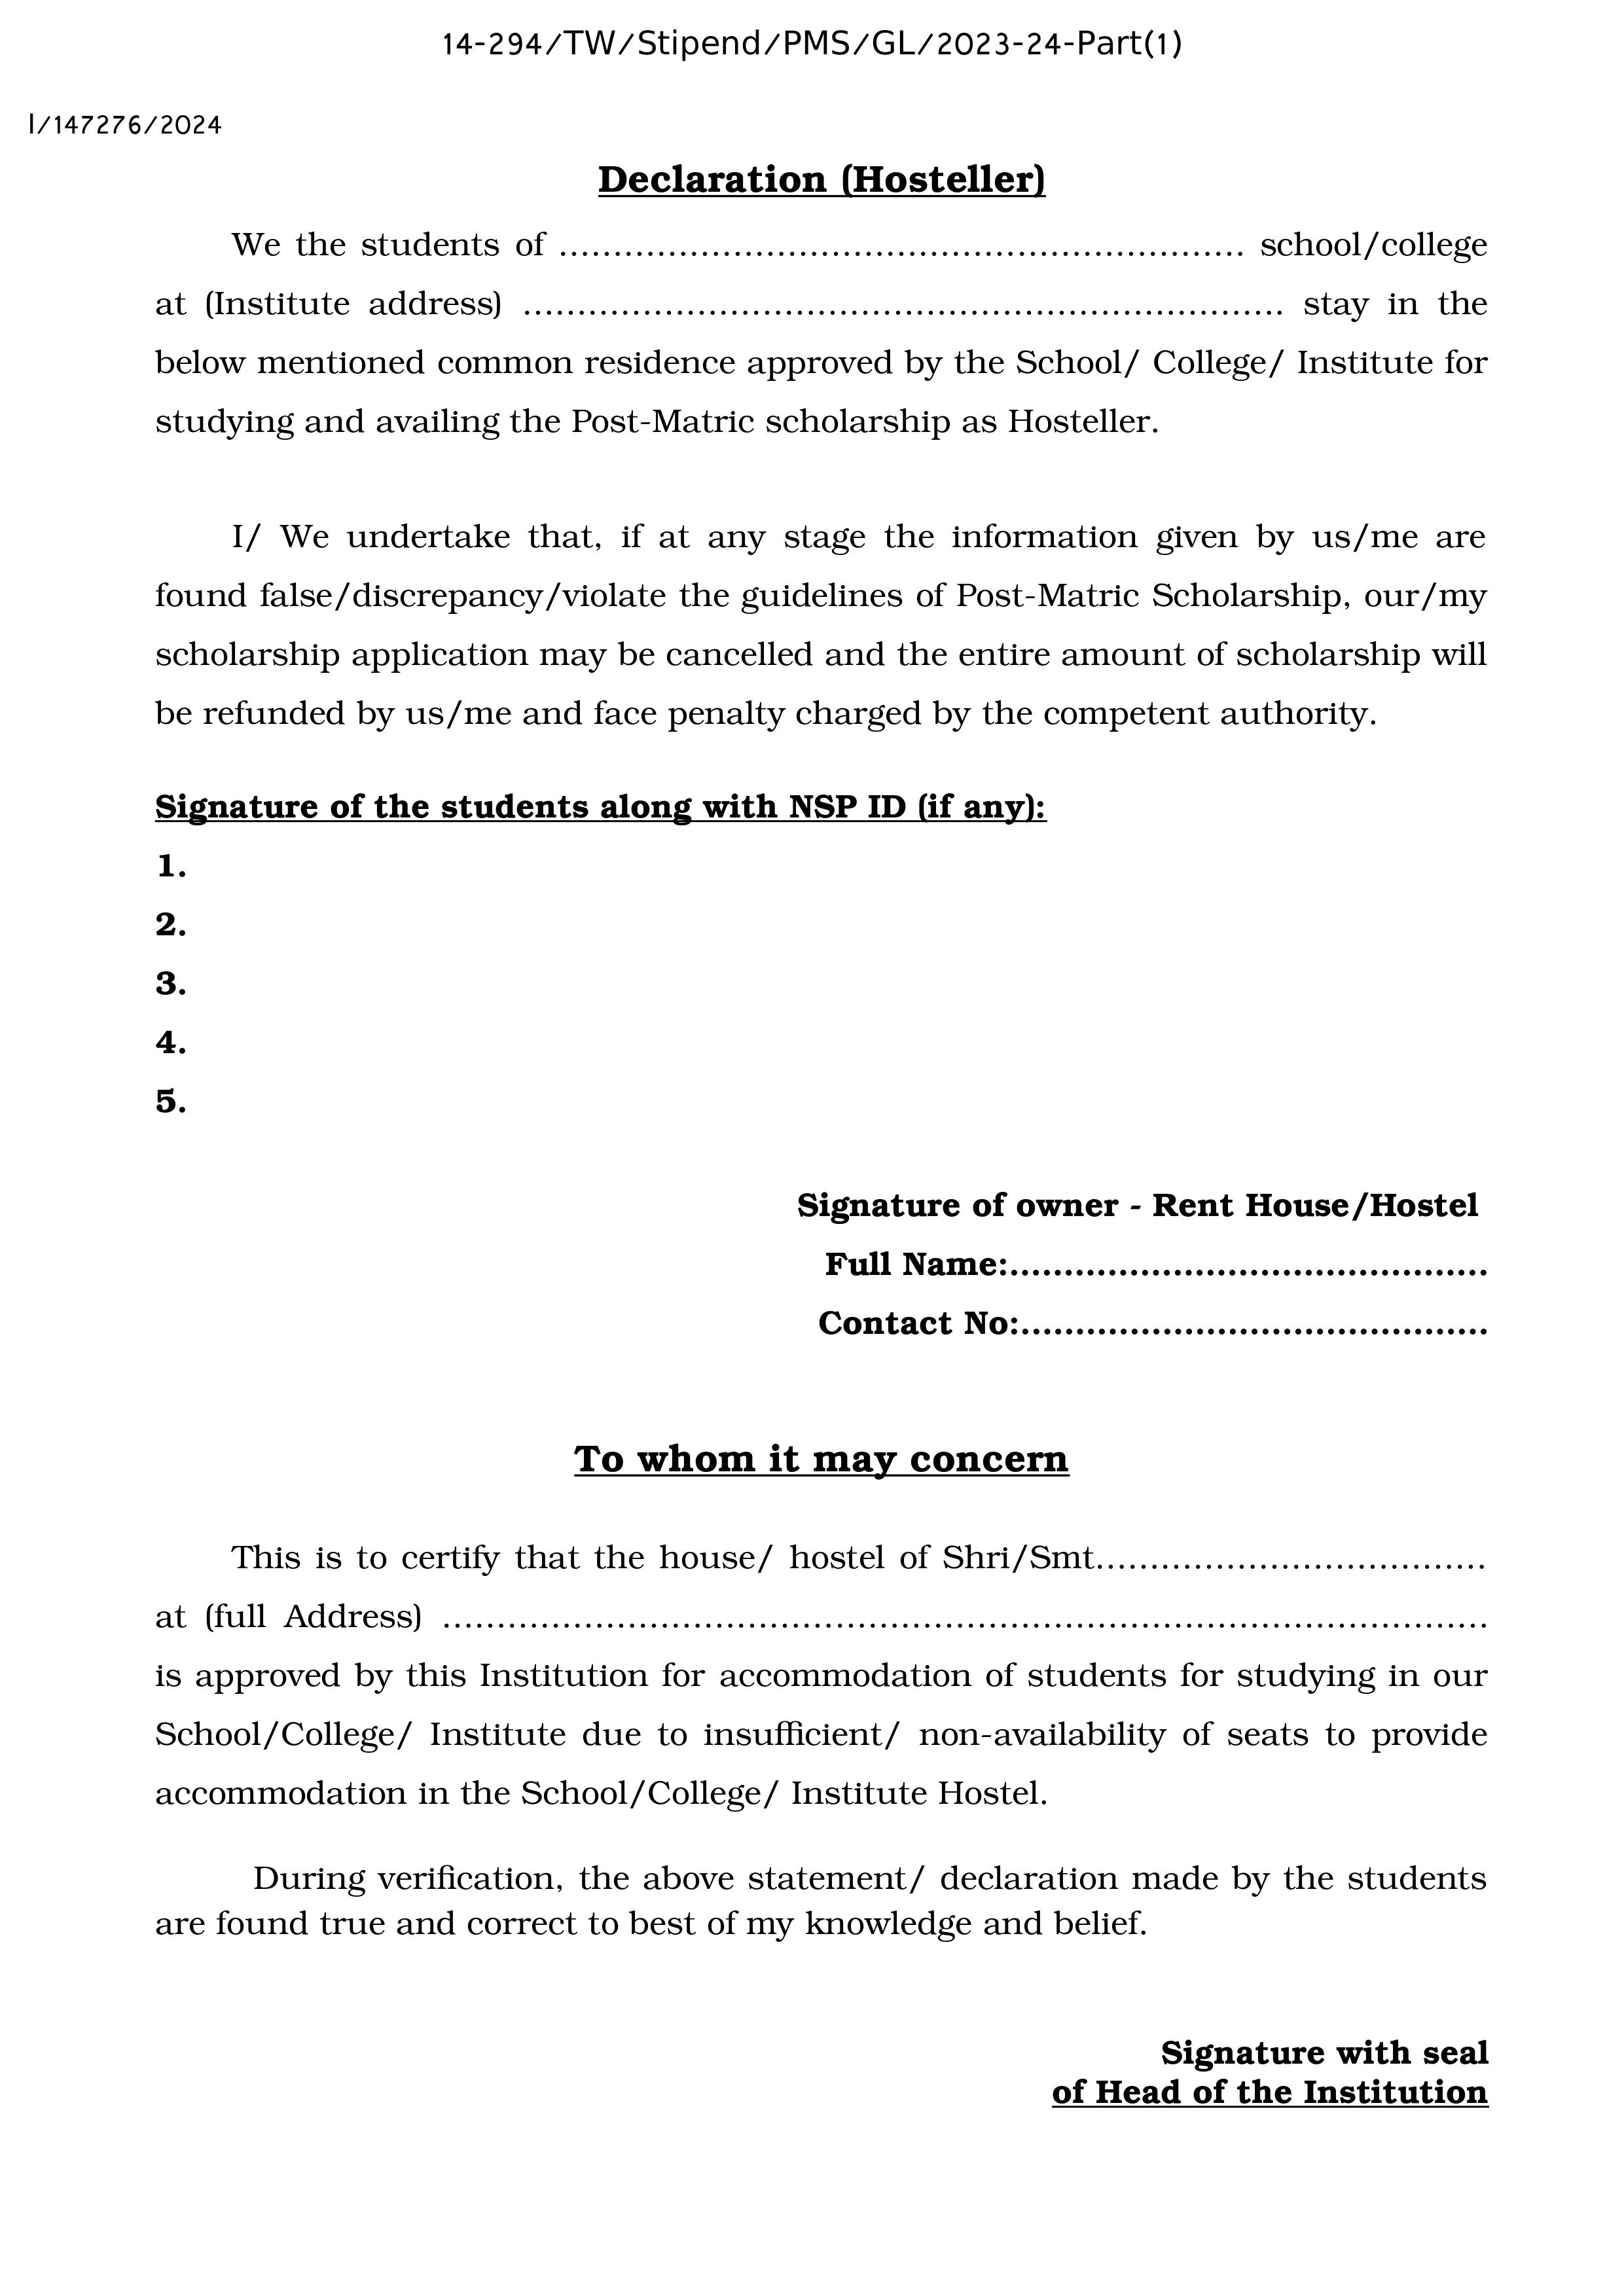 14-294/TW/Stipend/PMS/GL/2023-24-Part(1)
I/147276/2024
Declaration (Hosteller)
We the students of ............................................................... school/college
at (Institute address) ...................................................................... stay in the
below mentioned common residence approved by the School/ College/ Institute for
studying and availing the Post-Matric scholarship as Hosteller.
I/ We undertake that, if at any stage the information given by us/me are
found false/discrepancy/violate the guidelines of Post-Matric Scholarship, our/my
scholarship application may be cancelled and the entire amount of scholarship will
be refunded by us/me and face penalty charged by the competent authority.
Signature of the students along with NSP ID (if any):
1.
2.
3.
4.
5.
Signature of owner - Rent House/Hostel
Full Name:............................................
Contact No:...........................................
To whom it may concern
This is to certify that the house/ hostel of Shri/Smt....................................
at (full Address) ................................................................................................
is approved by this Institution for accommodation of students for studying in our
School/College/ Institute due to insufficient/ non-availability of seats to provide
accommodation in the School/College/ Institute Hostel.
During verification, the above statement/ declaration made by the students
are found true and correct to best of my knowledge and belief.
Signature with seal
of Head of the Institution